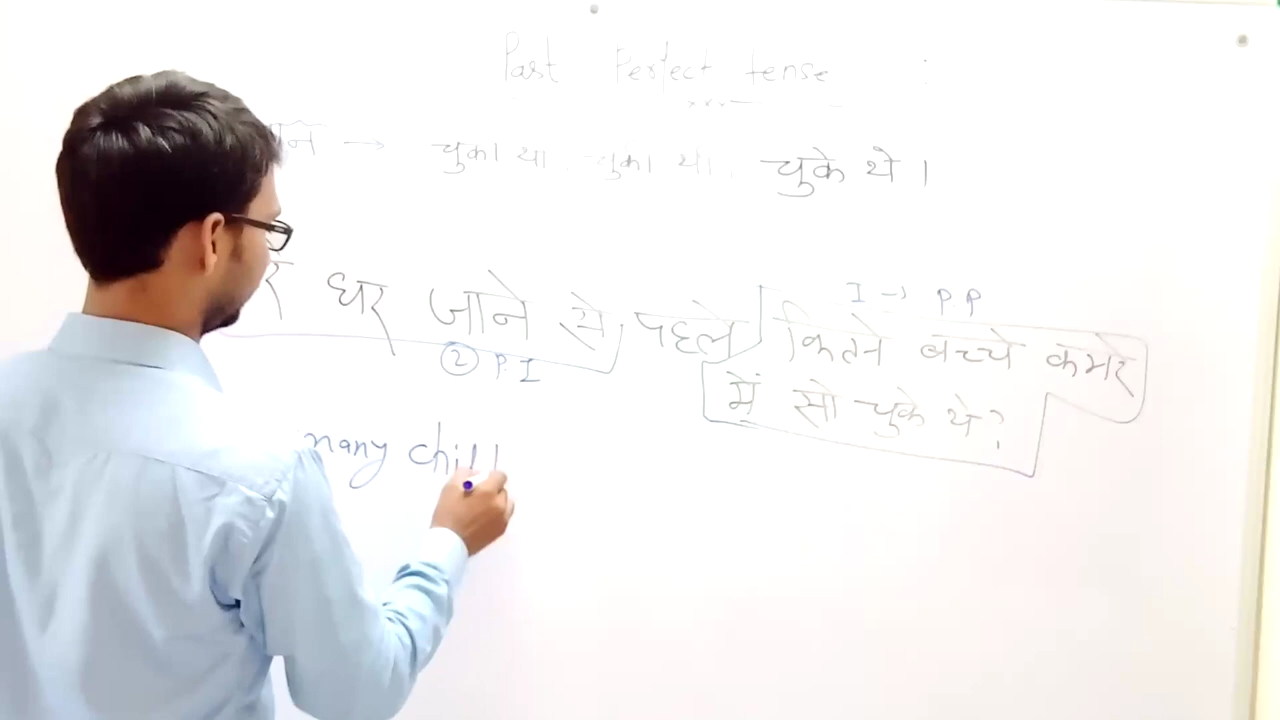 Past Perfect tense :
→ चुका था, चुका था, चुके थे।
I → P.P
घर जाने से पहले कितने बच्चे कमरे
② P.I
में सो चुके थे?
many chil